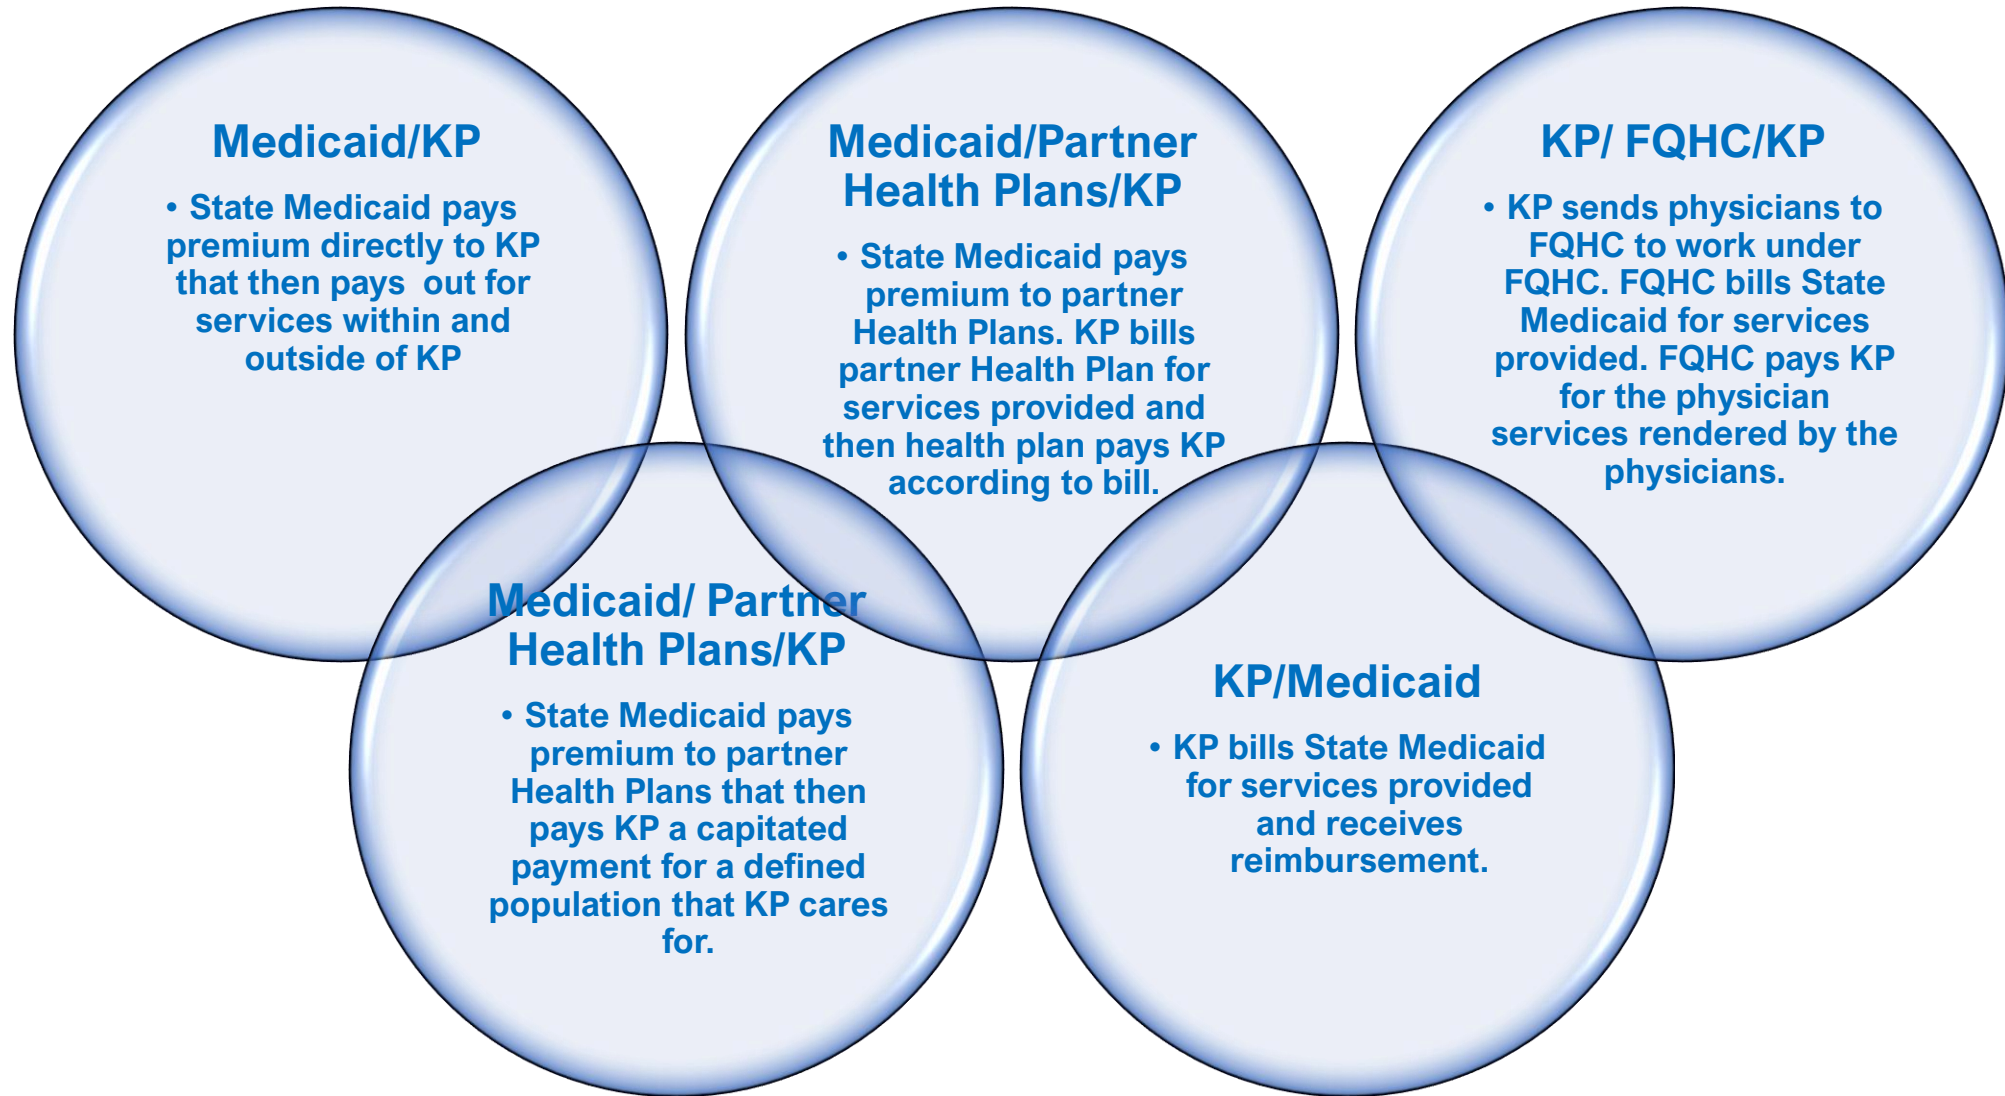 Medicaid/KP
• State Medicaid pays
premium directly to KP
that then pays  out for
services within and
outside of KP
Medicaid/Partner
Health Plans/KP
• State Medicaid pays
premium to partner
Health Plans. KP bills
partner Health Plan for
services provided and
then health plan pays KP
according to bill.
KP/ FQHC/KP
• KP sends physicians to
FQHC to work under
FQHC. FQHC bills State
Medicaid for services
provided. FQHC pays KP
for the physician
services rendered by the
physicians.
Medicaid/ Partner
Health Plans/KP
• State Medicaid pays
premium to partner
Health Plans that then
pays KP a capitated
payment for a defined
population that KP cares
for.
KP/Medicaid
• KP bills State Medicaid
for services provided
and receives
reimbursement.